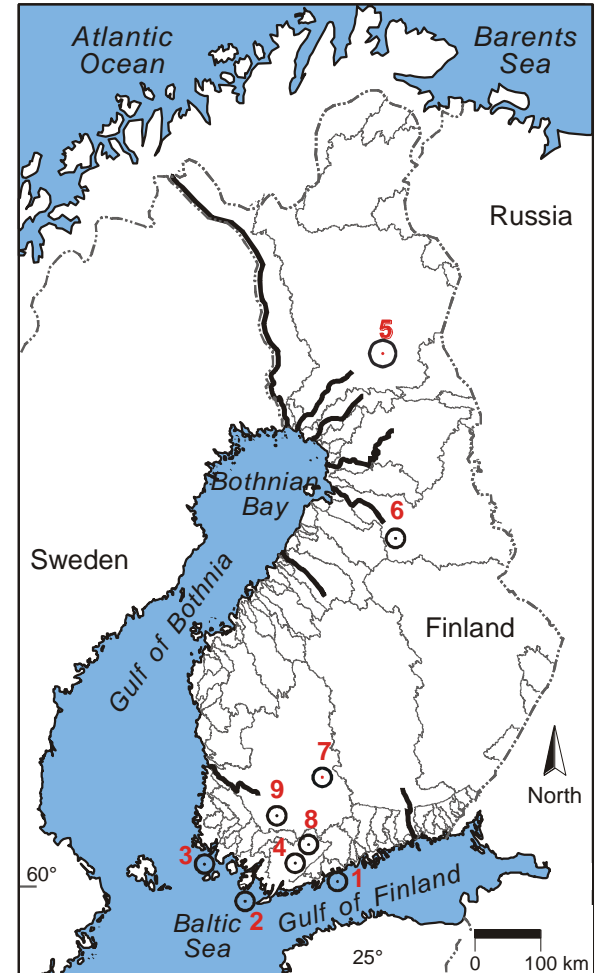 Atlantic
Ocean
Barents
Sea
Russia
5
Bothnian
Bay
6
Sweden
Gulf of Bothnia
Finland
7
9
North
8
4
3
1
60°
2
Gulf of Finland
Baltic
Sea
25°
0 100 km